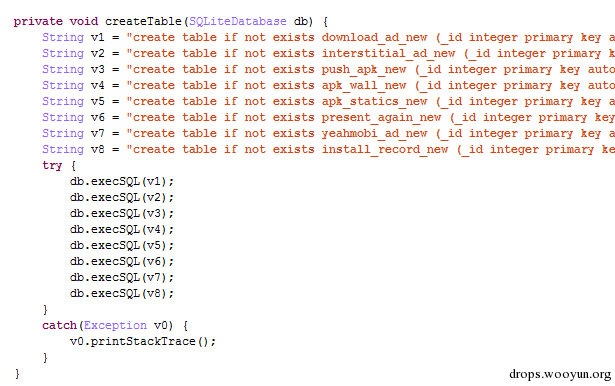 private void createTable(SQLiteDatabase db) {
    String v1 = "create table if not exists download_ad_new (_id integer primary key a
    String v2 = "create table if not exists interstitial_ad_new (_id integer primary k
    String v3 = "create table if not exists push_apk_new (_id integer primary key auto
    String v4 = "create table if not exists apk_wall_new (_id integer primary key auto
    String v5 = "create table if not exists apk_statics_new (_id integer primary key a
    String v6 = "create table if not exists present_again_new (_id integer primary key
    String v7 = "create table if not exists yeahmobi_ad_new (_id integer primary key a
    String v8 = "create table if not exists install_record_new (_id integer primary ke
    try {
        db.execSQL(v1);
        db.execSQL(v2);
        db.execSQL(v3);
        db.execSQL(v4);
        db.execSQL(v5);
        db.execSQL(v6);
        db.execSQL(v7);
        db.execSQL(v8);
    }
    catch(Exception v0) {
        v0.printStackTrace();
    }
}
drops.wooyun.org